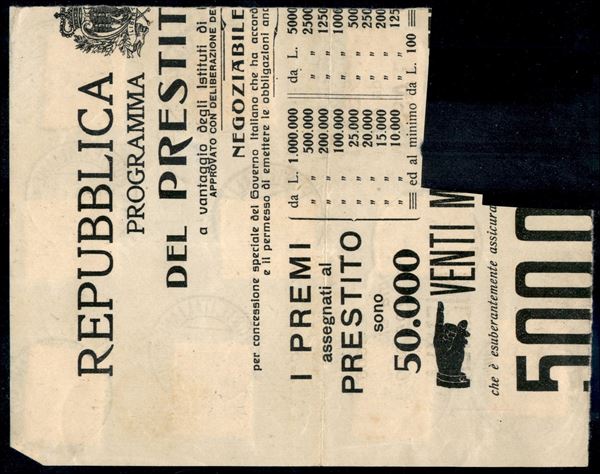 REPUBBLICA
PROGRAMMA
DEL PRESTIT
a vantaggio degli Istituti di
APPROVATO CON DELIBERAZIONE DE
NEGOZIABILE
per concessione speciale del Governo Italiano che ha accord
e il permesso di emettere le obbligazioni
I PREMI
assegnati al
PRESTITO
sono
50.000
da L. 1.000.000 da L. 5000
" 500.000 " 2500
" 200.000 " 1250
" 100.000 " 1000
" 25.000 " 500
" 20.000 " 250
" 15.000 " 200
" 10.000 " 125
ed al minimo da L. 100
VENTI M
che è esuberantemente assicura
5000